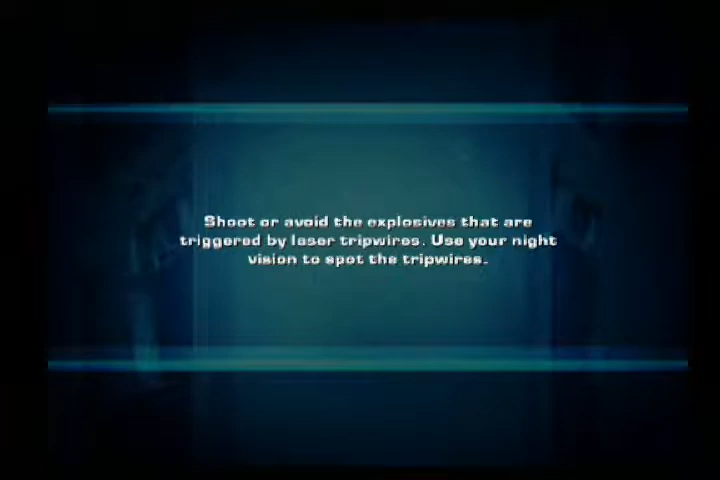 Shoot or avoid the explosives that are
triggered by laser tripwires. Use your night
vision to spot the tripwires.